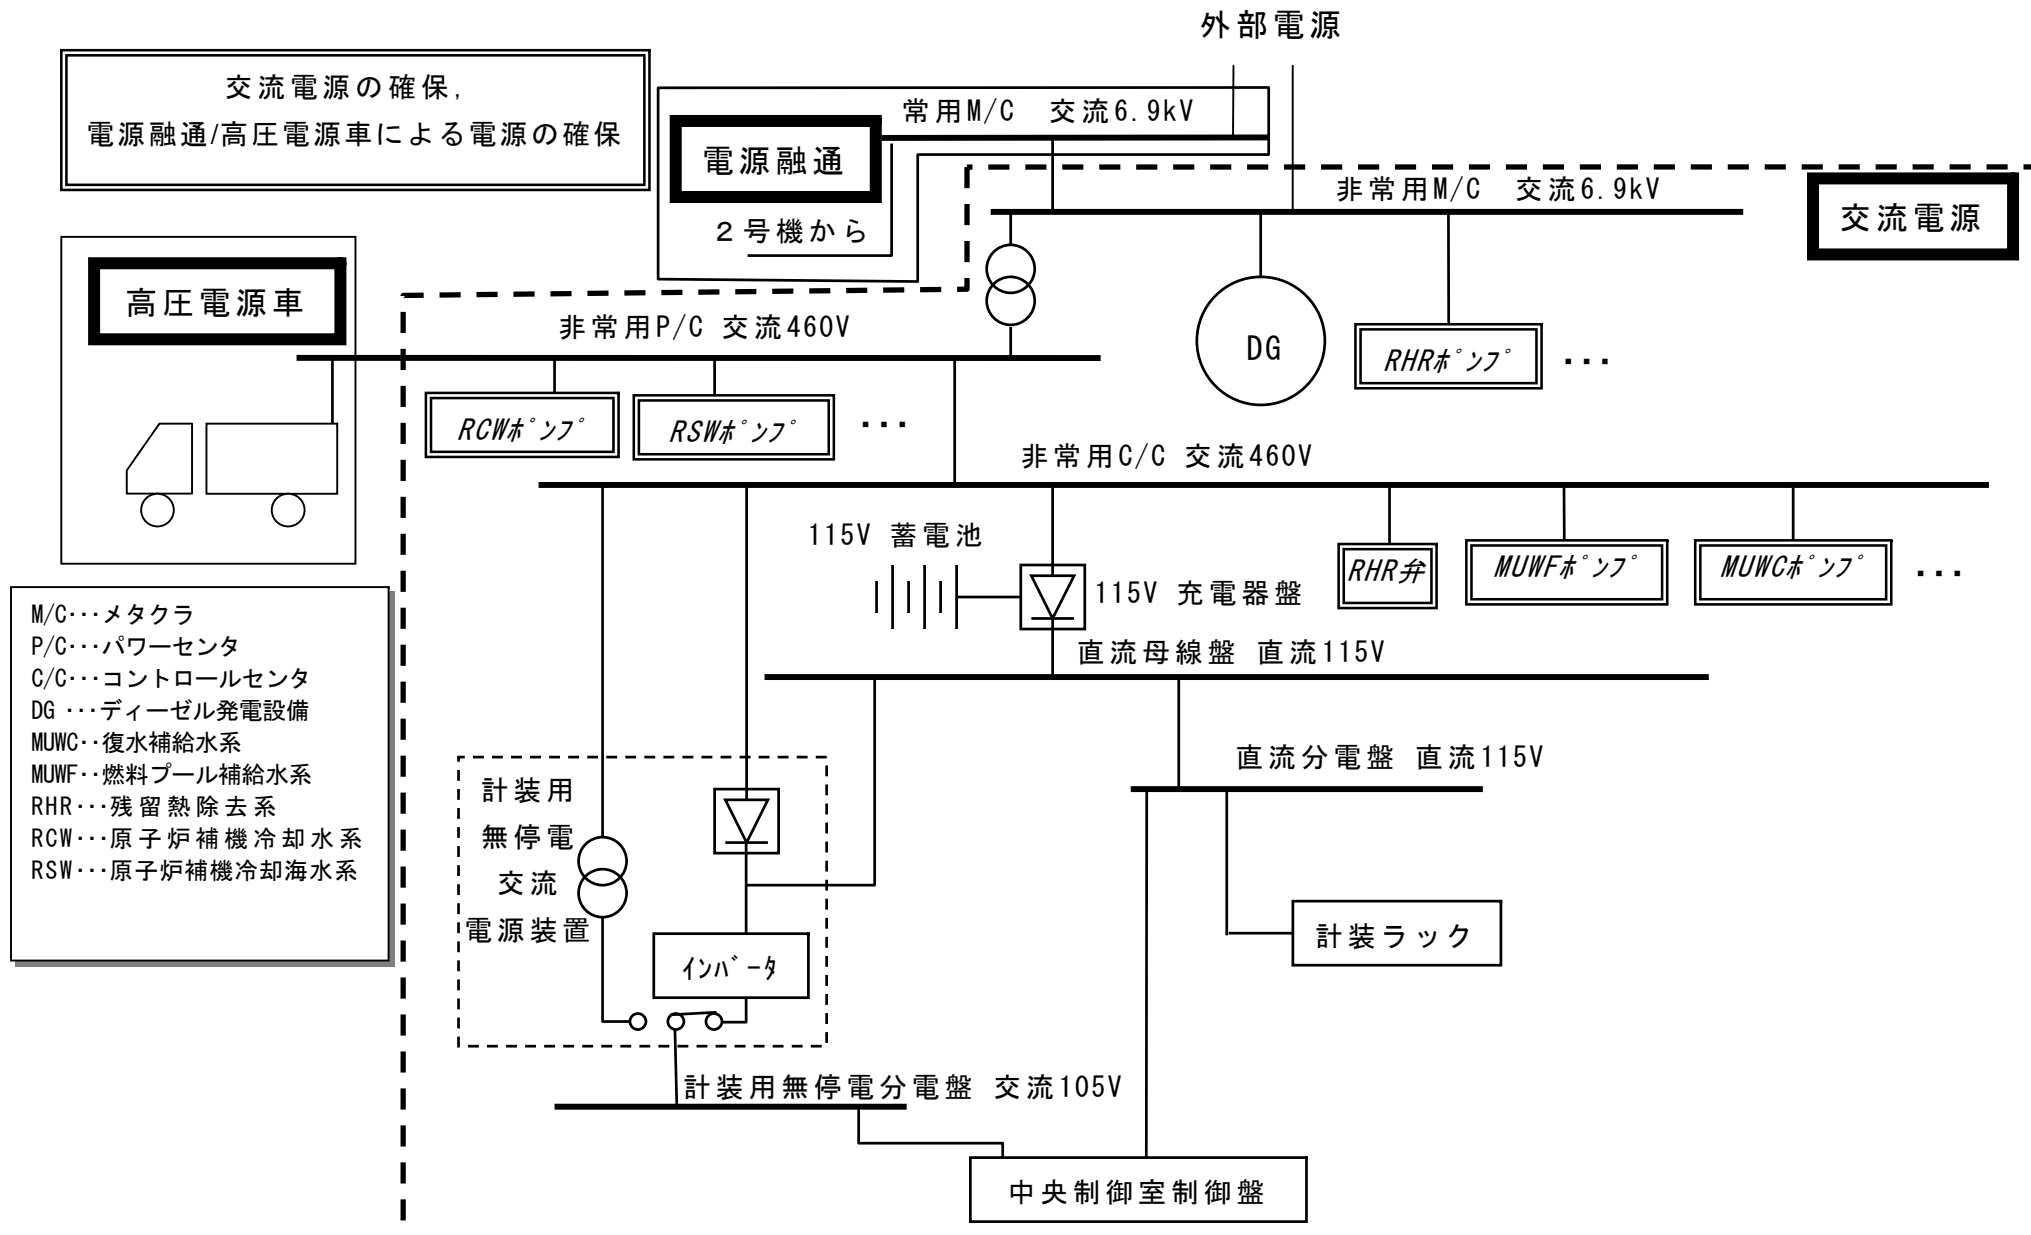 外部電源
交流電源の確保,
電源融通/高圧電源車による電源の確保
常用M/C 交流6.9kV
電源融通
2号機から
非常用M/C 交流6.9kV
交流電源
高圧電源車
非常用P/C 交流460V
DG
RHRポンプ ・・・
RCWポンプ
RSWポンプ
・・・
非常用C/C 交流460V
115V 蓄電池
115V 充電器盤
RHR弁
MUWFポンプ
MUWCポンプ
・・・
直流母線盤 直流115V
M/C・・・メタクラ
P/C・・・パワーセンタ
C/C・・・コントロールセンタ
DG ・・・ディーゼル発電設備
MUWC・・復水補給水系
MUWF・・燃料プール補給水系
RHR・・・残留熱除去系
RCW・・・原子炉補機冷却水系
RSW・・・原子炉補機冷却海水系
直流分電盤 直流115V
計装用
無停電
交流
電源装置
インバータ
計装ラック
計装用無停電分電盤 交流105V
中央制御室制御盤